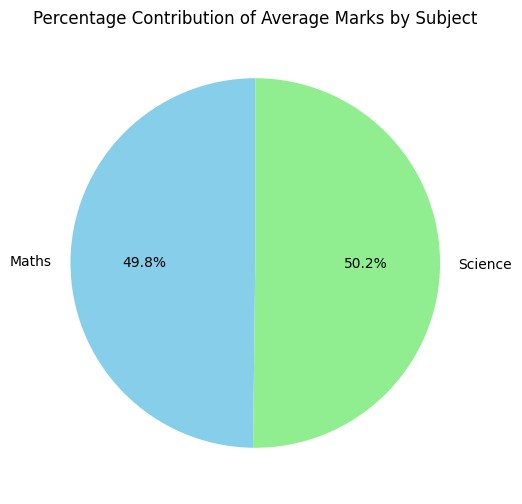 Percentage Contribution of Average Marks by Subject
Maths
49.8%
50.2%
Science